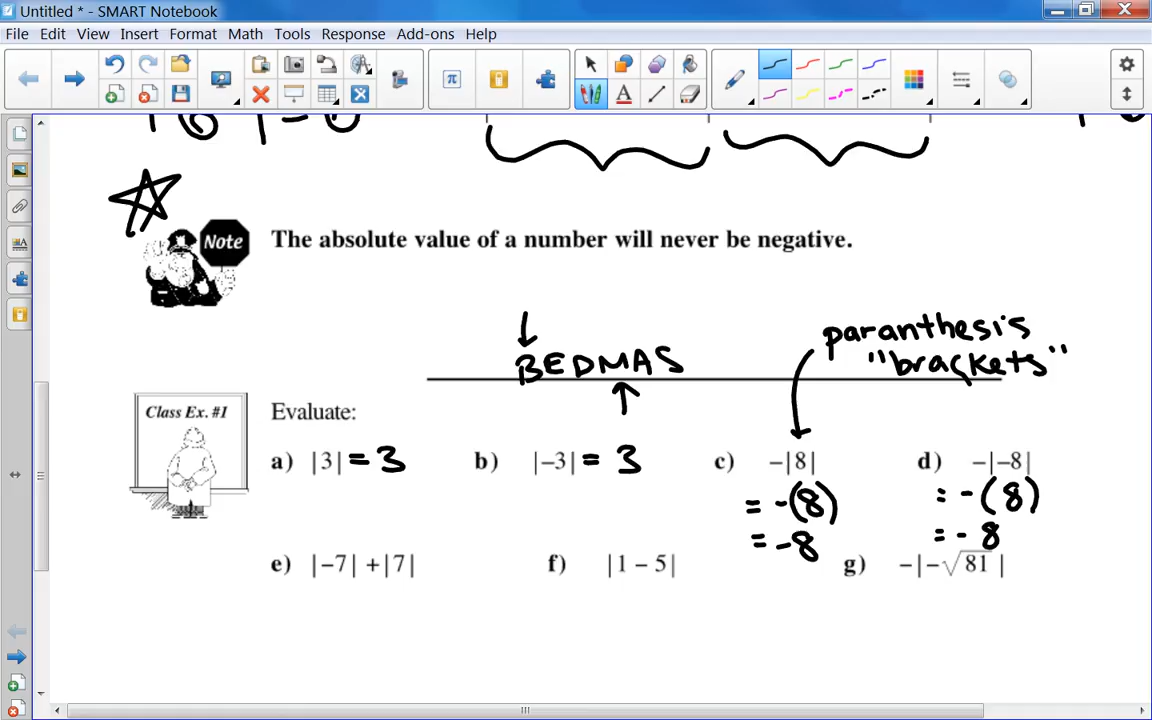 Untitled * - SMART Notebook
File Edit View Insert Format Math Tools Response Add-ons Help
Note
The absolute value of a number will never be negative.
paranthesis
"brackets"
BEDMAS
Class Ex. #1
Evaluate:
a) |3| = 3 b) |−3| = 3 c) −|8| d) −|−8|
= -(8) = -(8)
= -8 = -8
e) |−7| + |7| f) |1 − 5| g) −|−√81 |